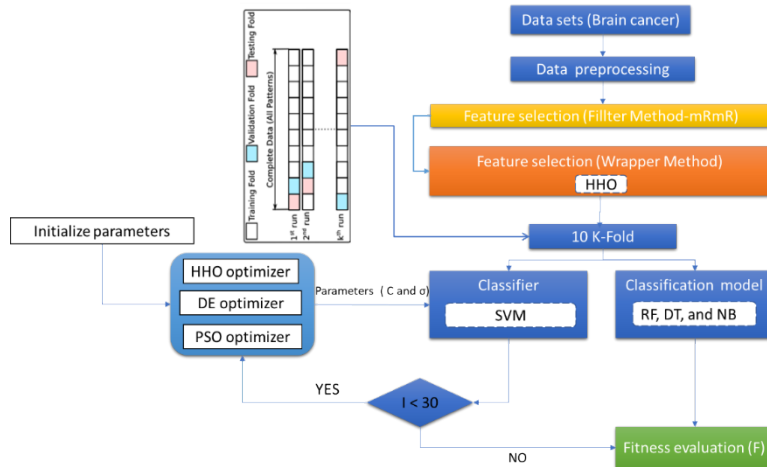 Data sets (Brain cancer)
Data preprocessing
Feature selection (Fillter Method-mRmR)
Feature selection (Wrapper Method)
HHO
10 K-Fold
Training Fold
Validation Fold
Testing Fold
Complete Data (All Patterns)
1st run
2nd run
kth run
Initialize parameters
HHO optimizer
DE optimizer
PSO optimizer
Parameters ( C and σ)
Classifier
SVM
Classification model
RF, DT, and NB
YES
I < 30
NO
Fitness evaluation (F)